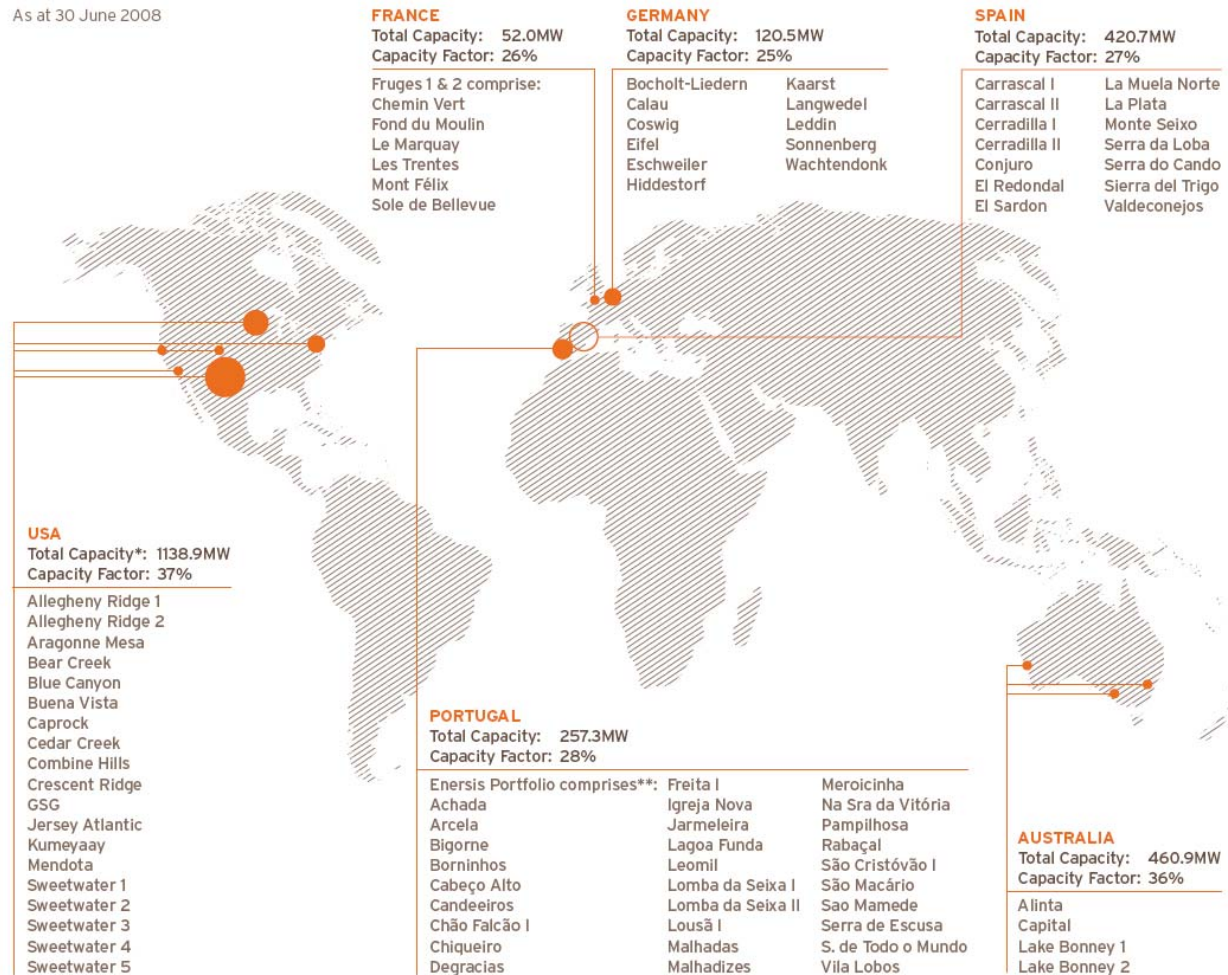 As at 30 June 2008
FRANCE
Total Capacity: 52.0MW
Capacity Factor: 26%
Fruges 1 & 2 comprise:
Chemin Vert
Fond du Moulin
Le Marquay
Les Trentes
Mont Félix
Sole de Bellevue
GERMANY
Total Capacity: 120.5MW
Capacity Factor: 25%
Bocholt-Liedern
Calau
Coswig
Eifel
Eschweiler
Hiddestorf
Kaarst
Langwedel
Leddin
Sonnenberg
Wachtendonk
SPAIN
Total Capacity: 420.7MW
Capacity Factor: 27%
Carrascal I
Carrascal II
Cerradilla I
Cerradilla II
Conjuro
El Redondal
El Sardon
La Muela Norte
La Plata
Monte Seixo
Serra da Loba
Serra do Cando
Sierra del Trigo
Valdeconejos
USA
Total Capacity*: 1138.9MW
Capacity Factor: 37%
Allegheny Ridge 1
Allegheny Ridge 2
Aragonne Mesa
Bear Creek
Blue Canyon
Buena Vista
Caprock
Cedar Creek
Combine Hills
Crescent Ridge
GSG
Jersey Atlantic
Kumeyaay
Mendota
Sweetwater 1
Sweetwater 2
Sweetwater 3
Sweetwater 4
Sweetwater 5
PORTUGAL
Total Capacity: 257.3MW
Capacity Factor: 28%
Enersis Portfolio comprises**:
Achada
Arcela
Bigorne
Borninhos
Cabeço Alto
Candeeiros
Chão Falcão I
Chiqueiro
Degracias
Freita I
Igreja Nova
Jarmeleira
Lagoa Funda
Leomil
Lomba da Seixa I
Lomba da Seixa II
Lousã I
Malhadas
Malhadizes
Meroicinha
Na Sra da Vitória
Pampilhosa
Rabaçal
São Cristóvão I
São Macário
Sao Mamede
Serra de Escusa
S. de Todo o Mundo
Vila Lobos
AUSTRALIA
Total Capacity: 460.9MW
Capacity Factor: 36%
Alinta
Capital
Lake Bonney 1
Lake Bonney 2